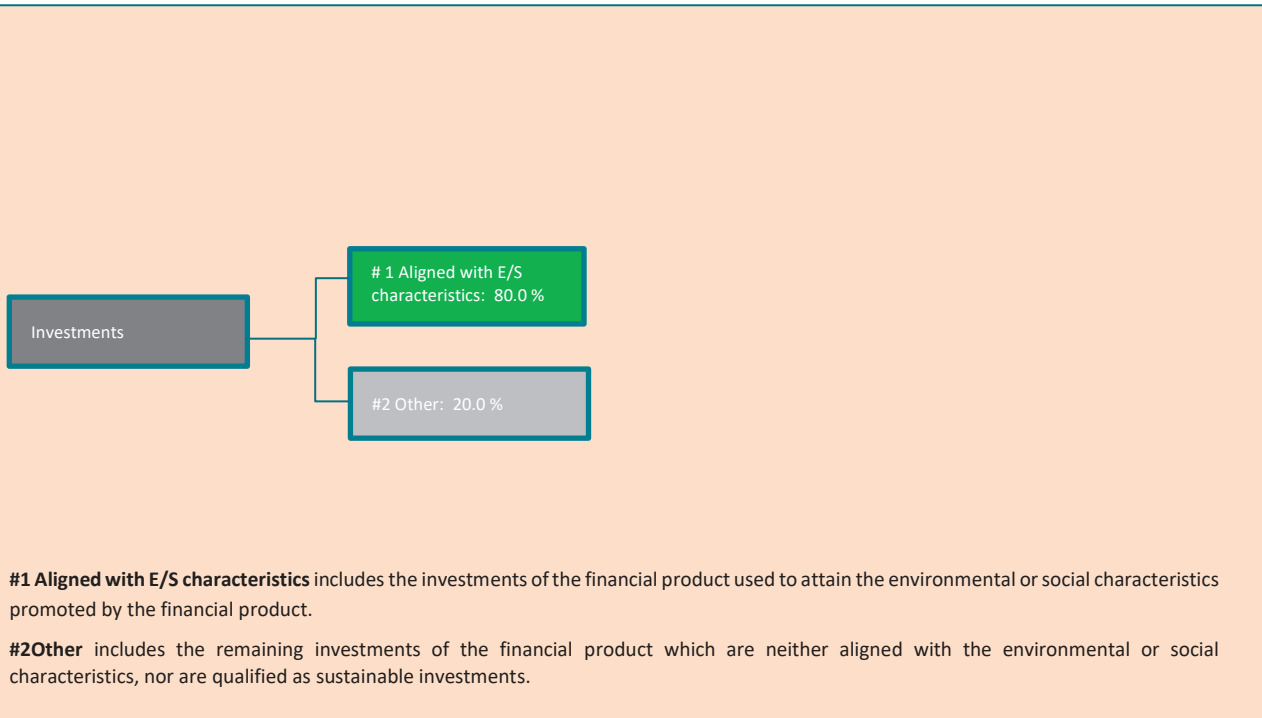 # 1 Aligned with E/S
characteristics: 80.0 %
Investments
#2 Other: 20.0 %
#1 Aligned with E/S characteristics includes the investments of the financial product used to attain the environmental or social characteristics
promoted by the financial product.
#2Other includes the remaining investments of the financial product which are neither aligned with the environmental or social
characteristics, nor are qualified as sustainable investments.